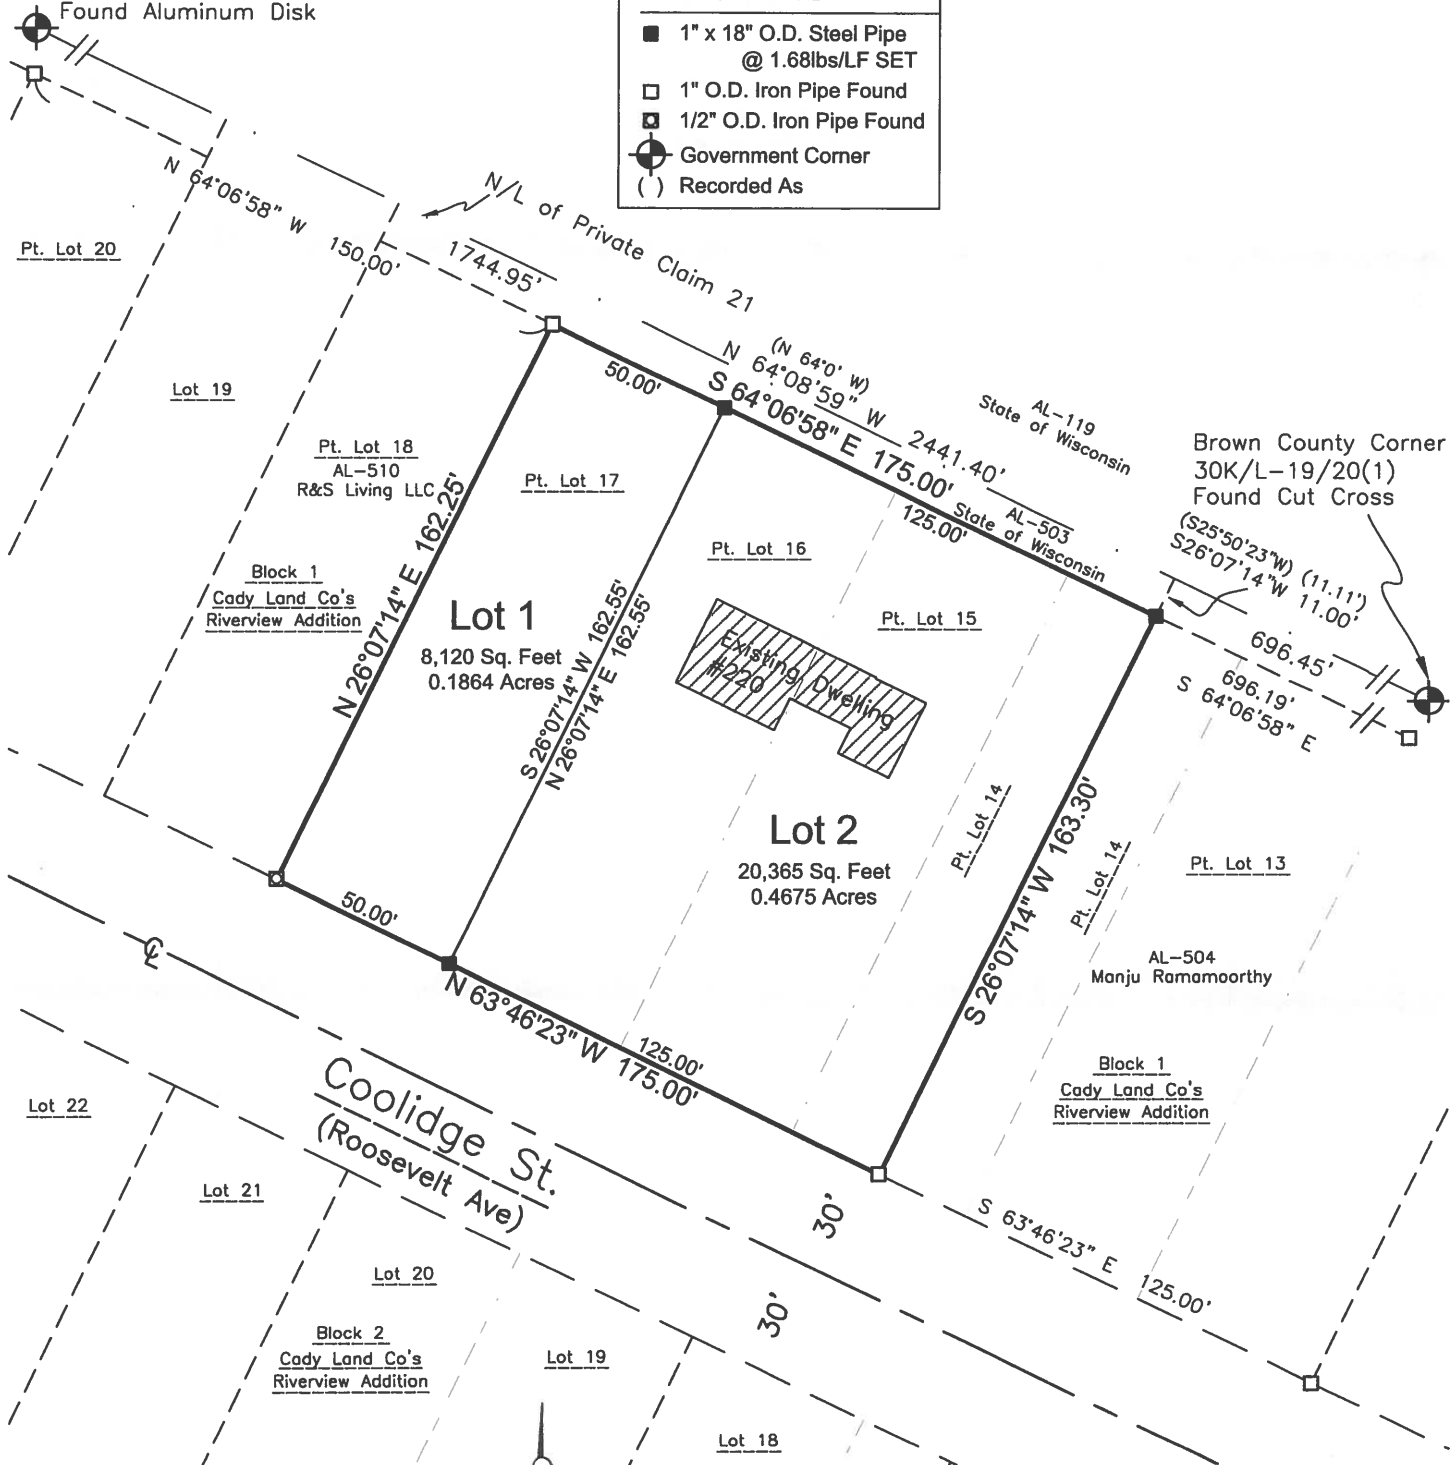 Found Aluminum Disk
1" x 18" O.D. Steel Pipe
@ 1.68lbs/LF SET
1" O.D. Iron Pipe Found
1/2" O.D. Iron Pipe Found
Government Corner
( ) Recorded As
N 64°06'58" W 150.00'
N/L of Private Claim 21
1744.95'
Pt. Lot 20
Lot 19
Pt. Lot 18
AL-510
R&S Living LLC
Block 1
Cady Land Co's
Riverview Addition
(N 64°0' W)
N 64°08'59" W 2441.40'
S 64°06'58" E 175.00'
50.00'
125.00'
AL-119
State of Wisconsin
AL-503
State of Wisconsin
Brown County Corner
30K/L-19/20(1)
Found Cut Cross
(S25°50'23"W) (11.11')
S26°07'14"W 11.00'
696.45'
696.19'
S 64°06'58" E
N 26°07'14" E 162.25'
Pt. Lot 17
Pt. Lot 16
Pt. Lot 15
Lot 1
8,120 Sq. Feet
0.1864 Acres
S 26°07'14" W 162.55'
N 26°07'14" E 162.55'
Existing Dwelling
#220
Lot 2
20,365 Sq. Feet
0.4675 Acres
Pt. Lot 14
S 26°07'14" W 163.30'
Pt. Lot 14
Pt. Lot 13
AL-504
Manju Ramamoorthy
Block 1
Cady Land Co's
Riverview Addition
50.00'
N 63°46'23" W 175.00'
125.00'
CL
Coolidge St.
(Roosevelt Ave)
30'
30'
S 63°46'23" E 125.00'
Lot 22
Lot 21
Lot 20
Block 2
Cady Land Co's
Riverview Addition
Lot 19
Lot 18